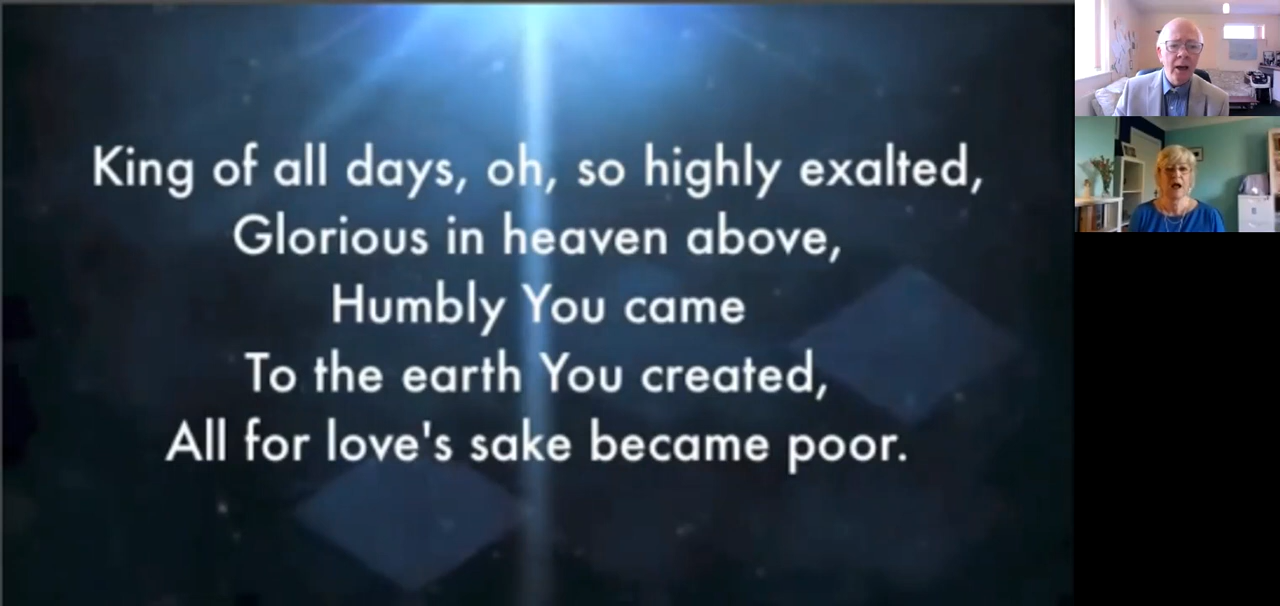 King of all days, oh, so highly exalted,
Glorious in heaven above,
Humbly You came
To the earth You created,
All for love's sake became poor.